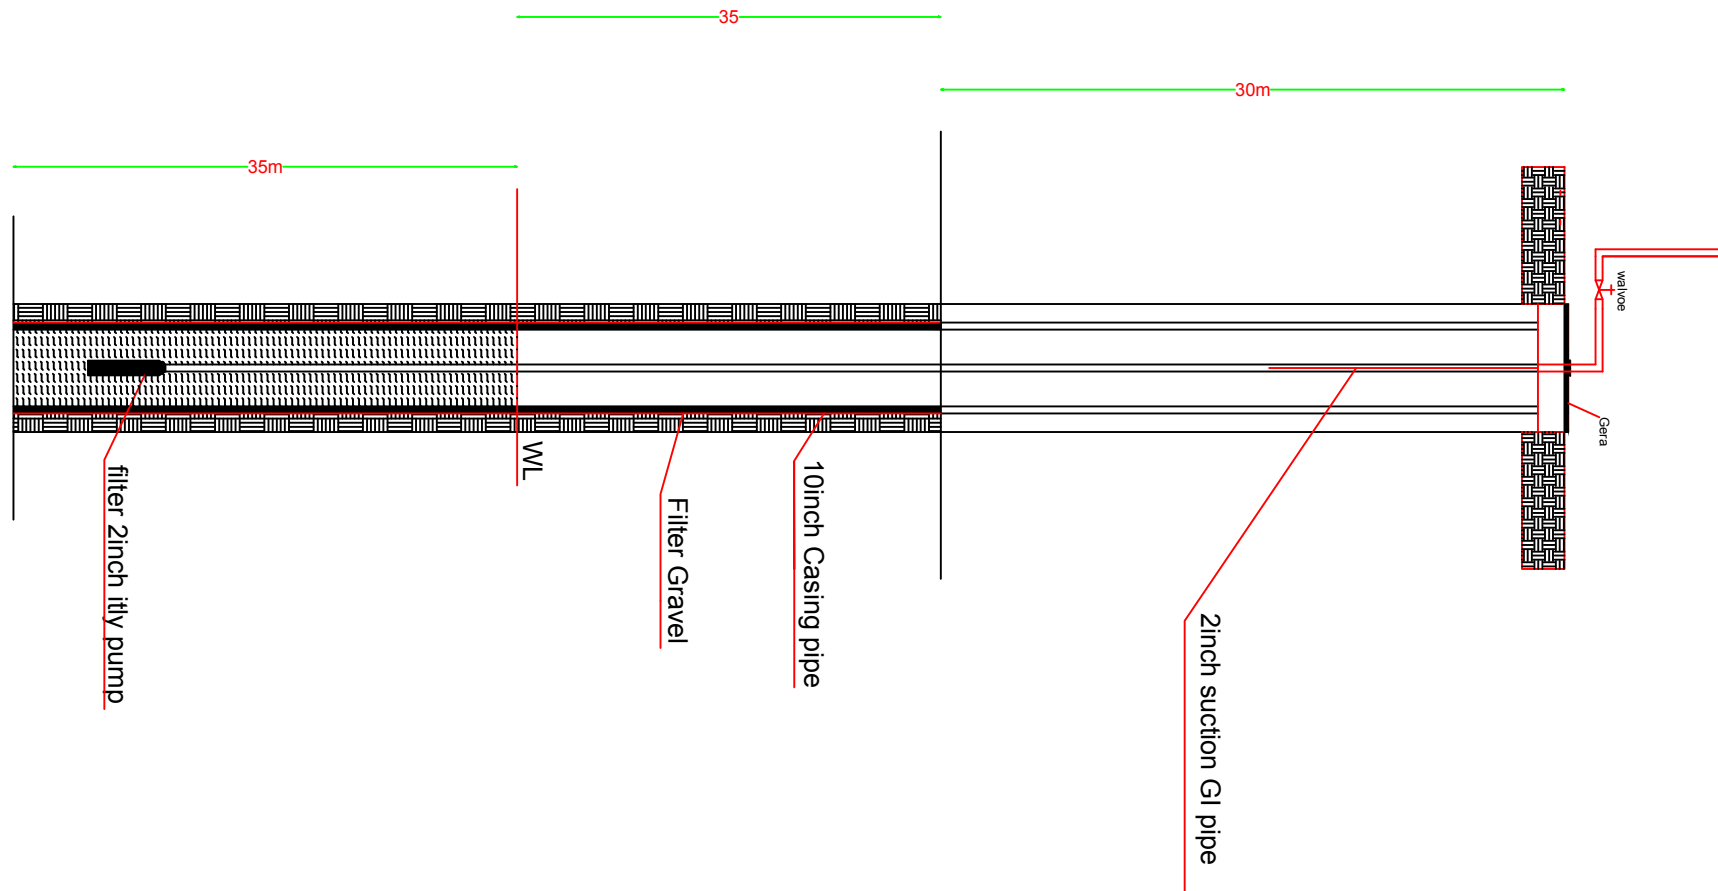 35
30m
35m
walvoe
Gera
WL
filter 2inch itly pump
Filter Gravel
10inch Casing pipe
2inch suction GI pipe